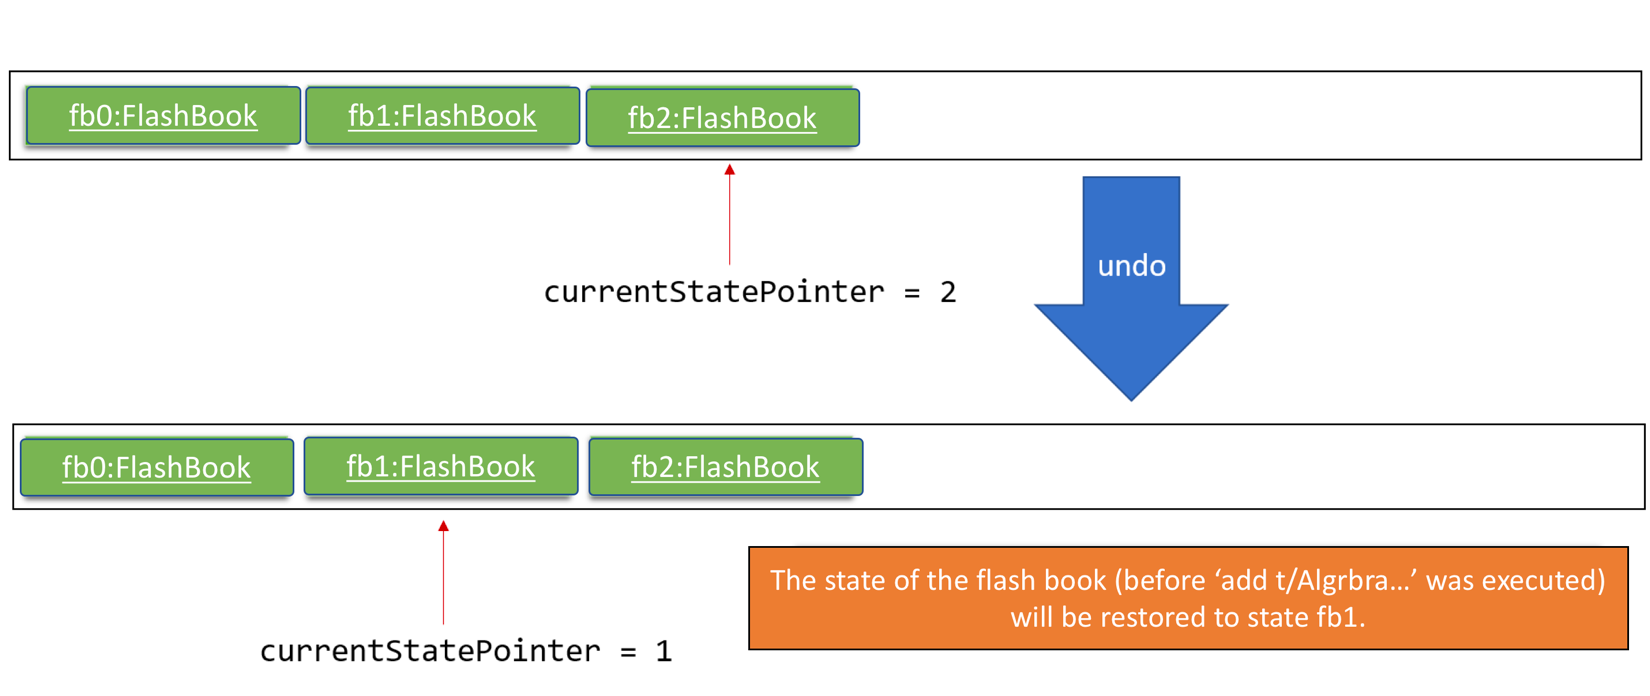 fb0:FlashBook fb1:FlashBook fb2:FlashBook
currentStatePointer = 2
undo
fb0:FlashBook fb1:FlashBook fb2:FlashBook
currentStatePointer = 1
The state of the flash book (before ‘add t/Algrbra...’ was executed)
will be restored to state fb1.